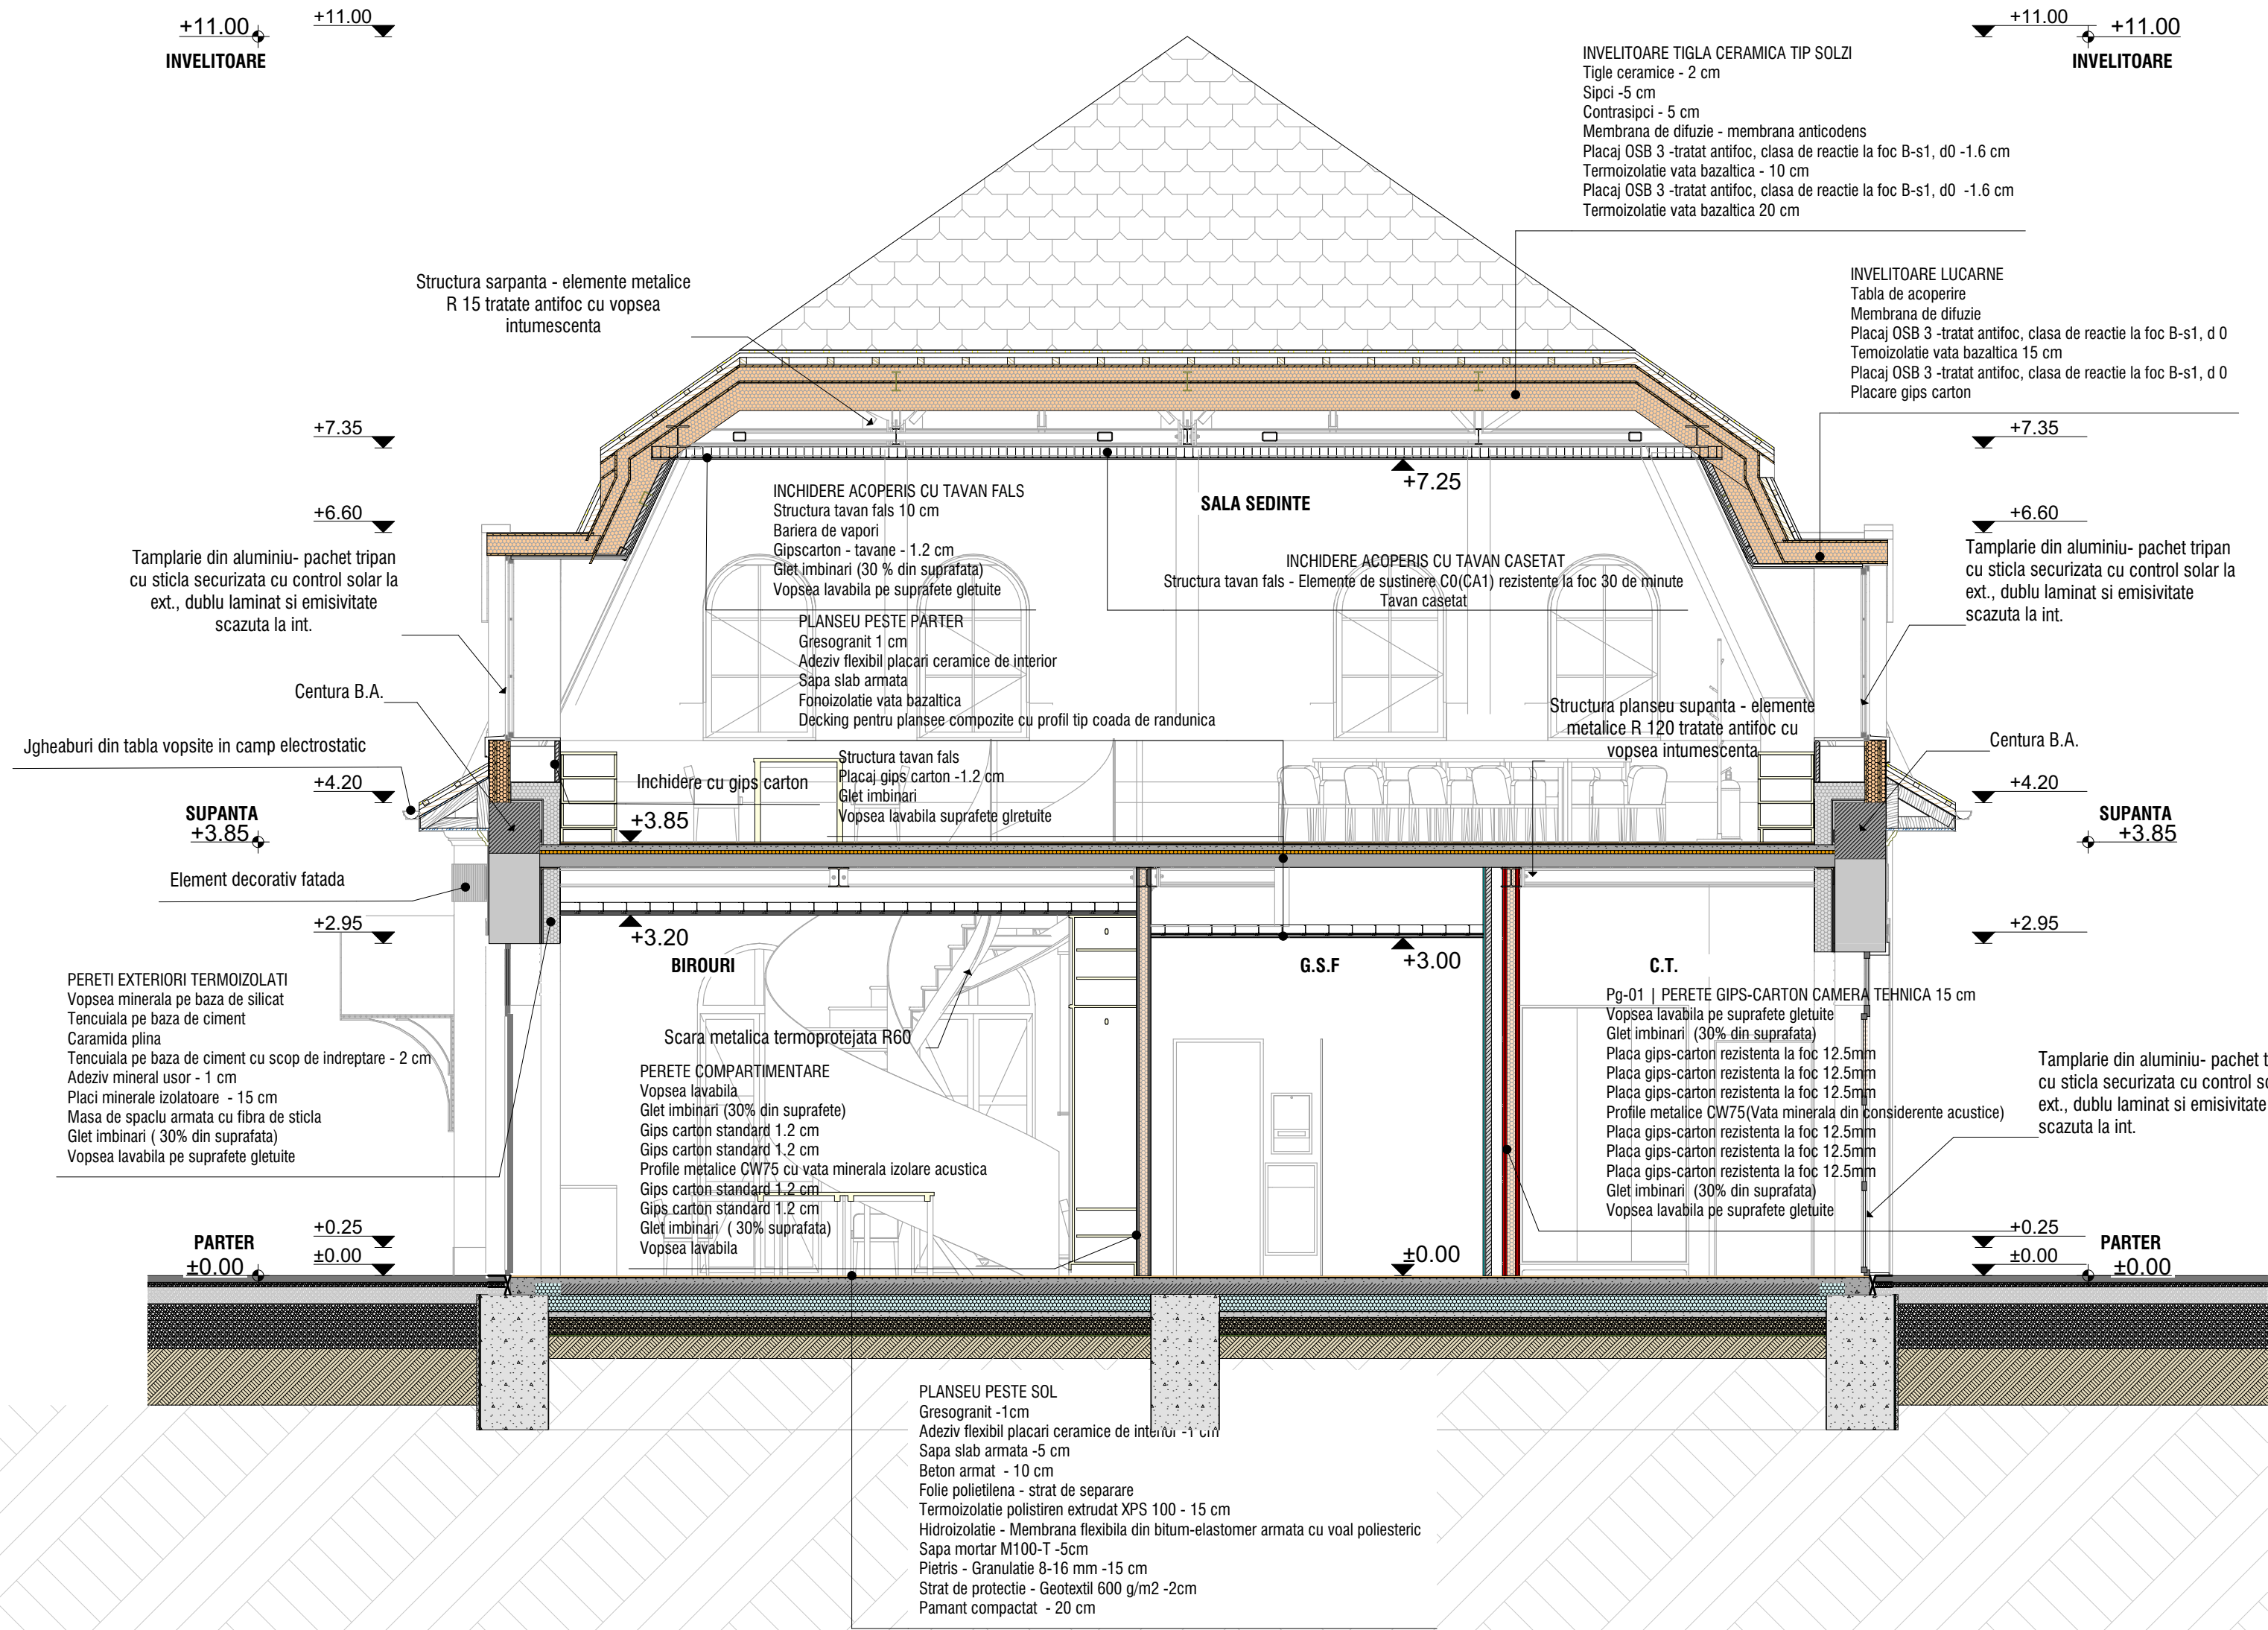 +11.00
INVELITOARE
+11.00
+11.00
+11.00
INVELITOARE
INVELITOARE TIGLA CERAMICA TIP SOLZI
Tigle ceramice - 2 cm
Sipci -5 cm
Contrasipci - 5 cm
Membrana de difuzie - membrana anticodens
Placaj OSB 3 -tratat antifoc, clasa de reactie la foc B-s1, d0 -1.6 cm
Termoizolatie vata bazaltica - 10 cm
Placaj OSB 3 -tratat antifoc, clasa de reactie la foc B-s1, d0 -1.6 cm
Termoizolatie vata bazaltica 20 cm
Structura sarpanta - elemente metalice
R 15 tratate antifoc cu vopsea
intumescenta
INVELITOARE LUCARNE
Tabla de acoperire
Membrana de difuzie
Placaj OSB 3 -tratat antifoc, clasa de reactie la foc B-s1, d 0
Temoizolatie vata bazaltica 15 cm
Placaj OSB 3 -tratat antifoc, clasa de reactie la foc B-s1, d 0
Placare gips carton
+7.35
+7.35
+7.25
SALA SEDINTE
INCHIDERE ACOPERIS CU TAVAN FALS
Structura tavan fals 10 cm
Bariera de vapori
Gipscarton - tavane - 1.2 cm
Glet imbinari (30 % din suprafata)
Vopsea lavabila pe suprafete gletuite
INCHIDERE ACOPERIS CU TAVAN CASETAT
Structura tavan fals - Elemente de sustinere C0(CA1) rezistente la foc 30 de minute
Tavan casetat
+6.60
+6.60
Tamplarie din aluminiu- pachet tripan
cu sticla securizata cu control solar la
ext., dublu laminat si emisivitate
scazuta la int.
Tamplarie din aluminiu- pachet tripan
cu sticla securizata cu control solar la
ext., dublu laminat si emisivitate
scazuta la int.
PLANSEU PESTE PARTER
Gresogranit 1 cm
Adeziv flexibil placari ceramice de interior
Sapa slab armata
Fonoizolatie vata bazaltica
Decking pentru plansee compozite cu profil tip coada de randunica
Structura tavan fals
Placaj gips carton -1.2 cm
Glet imbinari
Vopsea lavabila suprafete glretuite
Structura planseu supanta - elemente
metalice R 120 tratate antifoc cu
vopsea intumescenta
Centura B.A.
Centura B.A.
Jgheaburi din tabla vopsite in camp electrostatic
Inchidere cu gips carton
+4.20
+4.20
SUPANTA
+3.85
+3.85
SUPANTA
+3.85
Element decorativ fatada
+2.95
+2.95
+3.20
BIROURI
G.S.F
+3.00
C.T.
PERETI EXTERIORI TERMOIZOLATI
Vopsea minerala pe baza de silicat
Tencuiala pe baza de ciment
Caramida plina
Tencuiala pe baza de ciment cu scop de indreptare - 2 cm
Adeziv mineral usor - 1 cm
Placi minerale izolatoare - 15 cm
Masa de spaclu armata cu fibra de sticla
Glet imbinari ( 30% din suprafata)
Vopsea lavabila pe suprafete gletuite
Scara metalica termoprotejata R60
PERETE COMPARTIMENTARE
Vopsea lavabila
Glet imbinari (30% din suprafete)
Gips carton standard 1.2 cm
Gips carton standard 1.2 cm
Profile metalice CW75 cu vata minerala izolare acustica
Gips carton standard 1.2 cm
Gips carton standard 1.2 cm
Glet imbinari ( 30% suprafata)
Vopsea lavabila
Pg-01 | PERETE GIPS-CARTON CAMERA TEHNICA 15 cm
Vopsea lavabila pe suprafete gletuite
Glet imbinari (30% din suprafata)
Placa gips-carton rezistenta la foc 12.5mm
Placa gips-carton rezistenta la foc 12.5mm
Placa gips-carton rezistenta la foc 12.5mm
Profile metalice CW75(Vata minerala din considerente acustice)
Placa gips-carton rezistenta la foc 12.5mm
Placa gips-carton rezistenta la foc 12.5mm
Placa gips-carton rezistenta la foc 12.5mm
Glet imbinari (30% din suprafata)
Vopsea lavabila pe suprafete gletuite
Tamplarie din aluminiu- pachet
cu sticla securizata cu control
ext., dublu laminat si emisivitate
scazuta la int.
+0.25
±0.00
PARTER
±0.00
±0.00
+0.25
±0.00
PARTER
±0.00
PLANSEU PESTE SOL
Gresogranit -1cm
Adeziv flexibil placari ceramice de interior -1 cm
Sapa slab armata -5 cm
Beton armat - 10 cm
Folie polietilena - strat de separare
Termoizolatie polistiren extrudat XPS 100 - 15 cm
Hidroizolatie - Membrana flexibila din bitum-elastomer armata cu voal poliesteric
Sapa mortar M100-T -5cm
Pietris - Granulatie 8-16 mm -15 cm
Strat de protectie - Geotextil 600 g/m2 -2cm
Pamant compactat - 20 cm